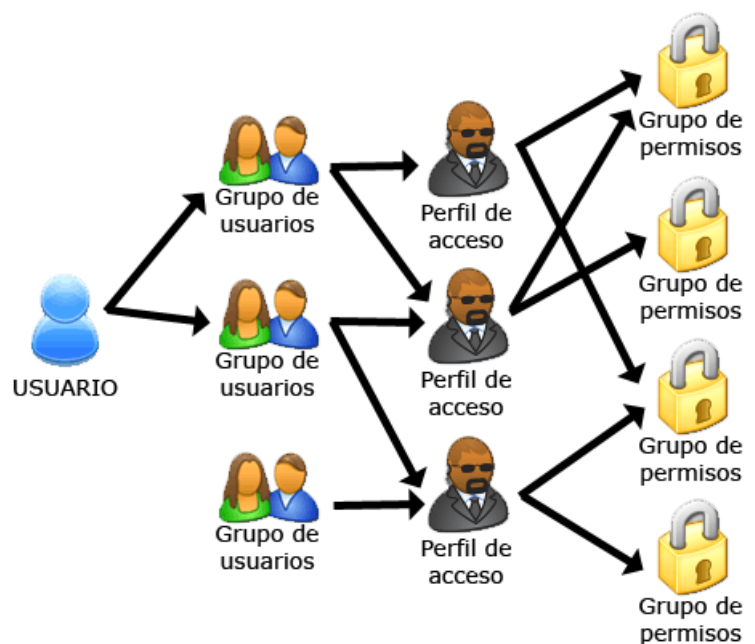 Grupo de
permisos
Grupo de
usuarios
Perfil de
acceso
Grupo de
permisos
USUARIO
Grupo de
usuarios
Perfil de
acceso
Grupo de
permisos
Grupo de
usuarios
Perfil de
acceso
Grupo de
permisos